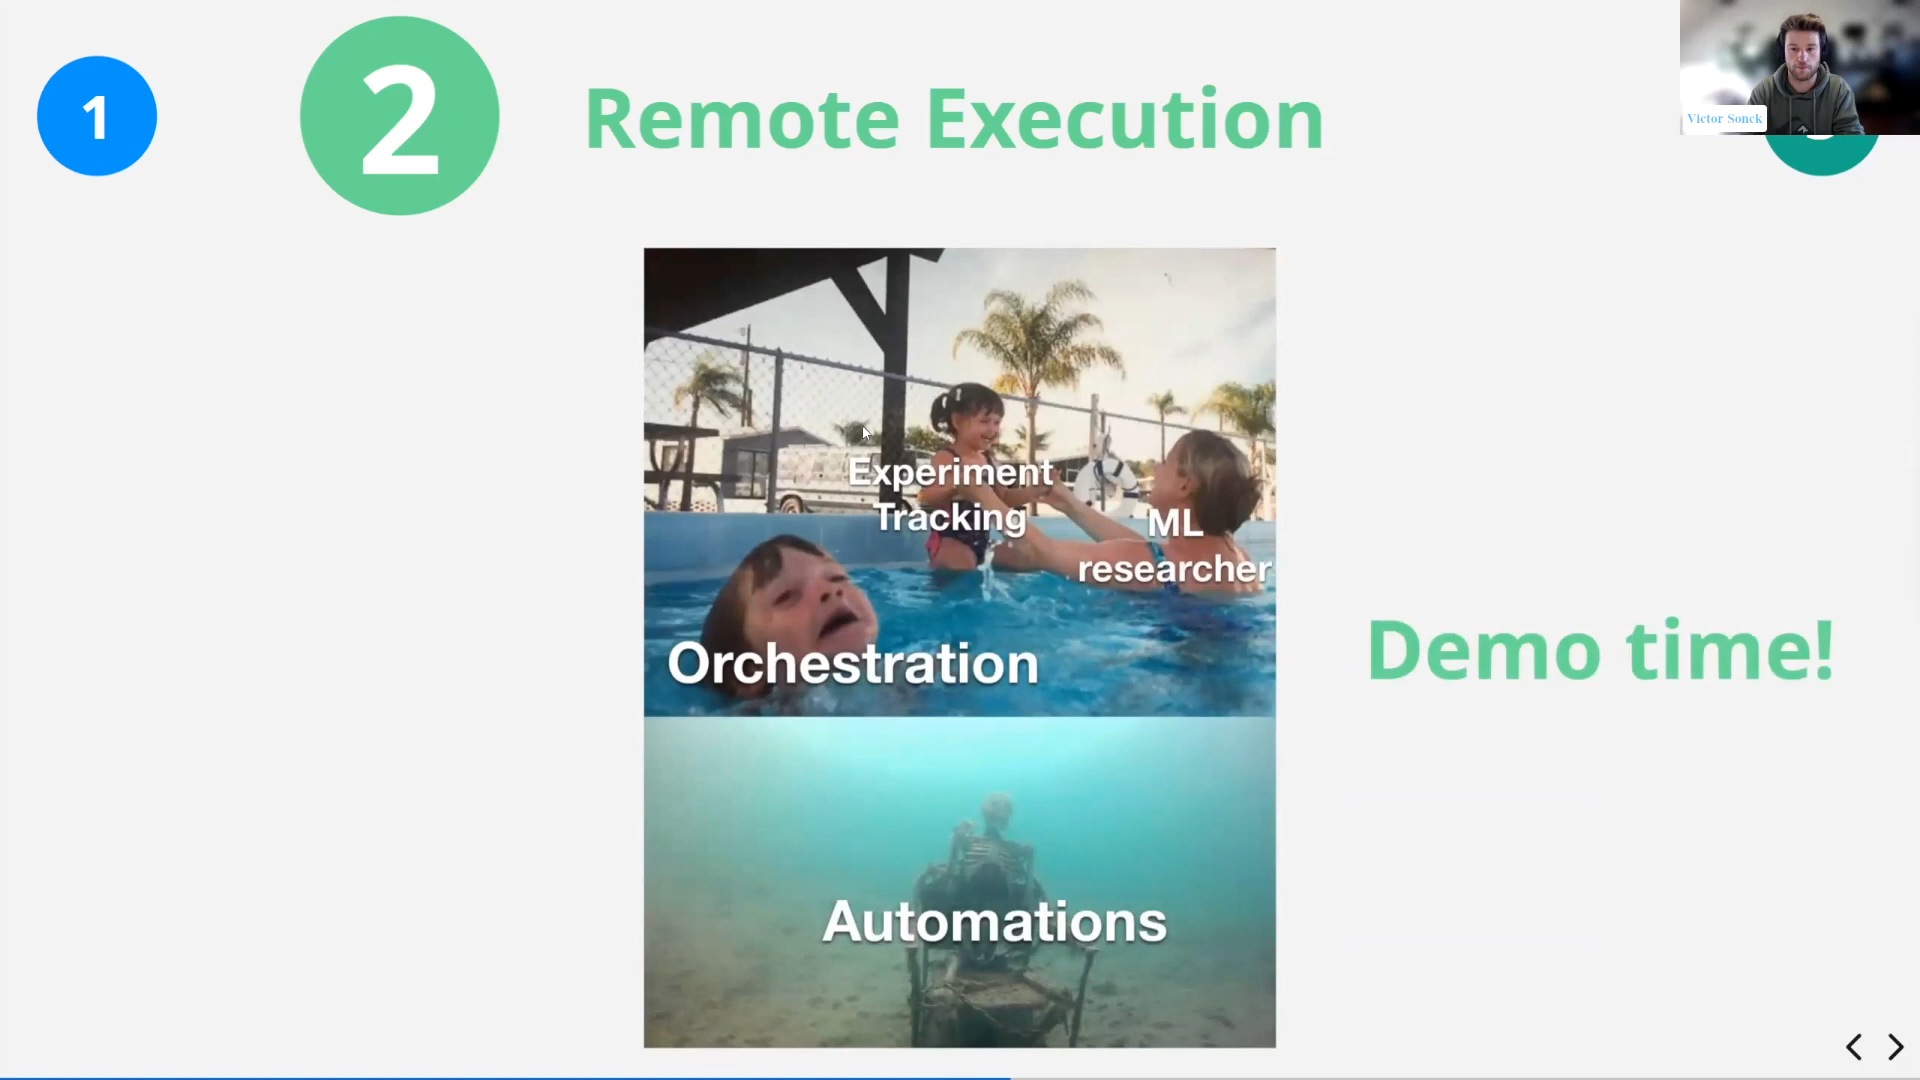 1
2
Remote Execution
Victor Sonck
Experiment
Tracking
ML
researcher
Orchestration
Demo time!
Automations